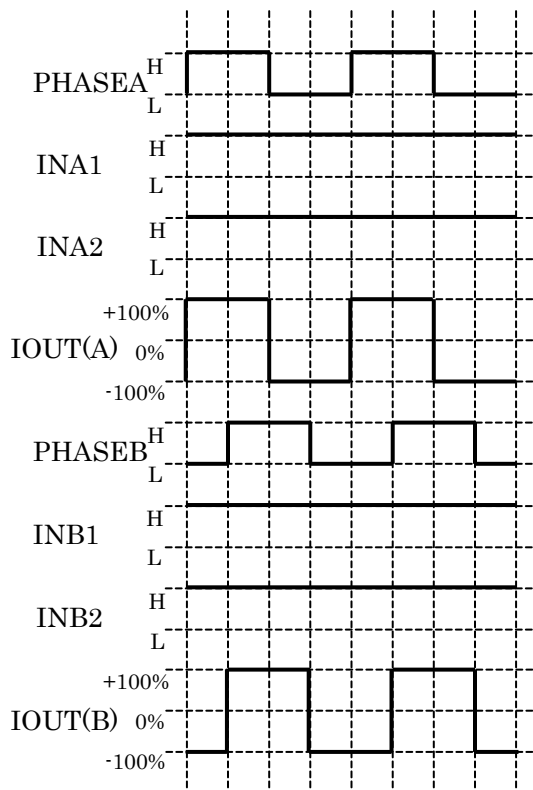 PHASEA H
L
INA1 H
L
INA2 H
L
+100%
IOUT(A) 0%
-100%
PHASEB H
L
INB1 H
L
INB2 H
L
+100%
IOUT(B) 0%
-100%